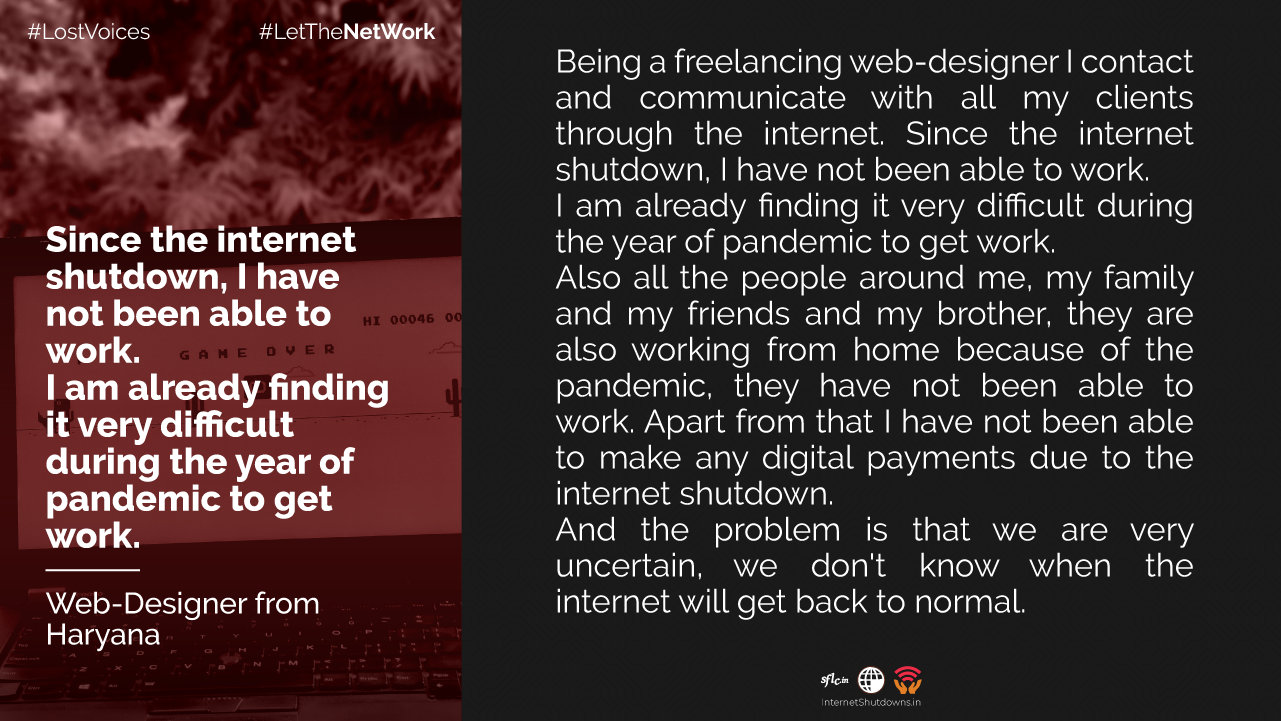 #LostVoices #LetTheNetWork
Since the internet
shutdown, I have
not been able to
work.
I am already finding
it very difficult
during the year of
pandemic to get
work.
Web-Designer from
Haryana
HI 00046 00
GAME OVER
Being a freelancing web-designer I contact
and communicate with all my clients
through the internet. Since the internet
shutdown, I have not been able to work.
I am already finding it very difficult during
the year of pandemic to get work.
Also all the people around me, my family
and my friends and my brother, they are
also working from home because of the
pandemic, they have not been able to
work. Apart from that I have not been able
to make any digital payments due to the
internet shutdown.
And the problem is that we are very
uncertain, we don't know when the
internet will get back to normal.
sflc.in
InternetShutdowns.in